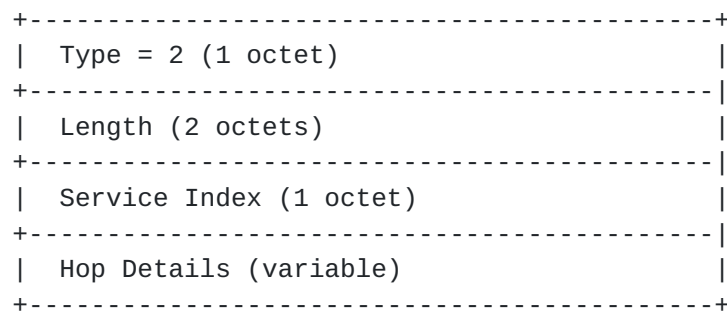 +--------------------------------------------+
|  Type = 2 (1 octet)                        |
+--------------------------------------------|
|  Length (2 octets)                         |
+--------------------------------------------|
|  Service Index (1 octet)                   |
+--------------------------------------------|
|  Hop Details (variable)                    |
+--------------------------------------------+